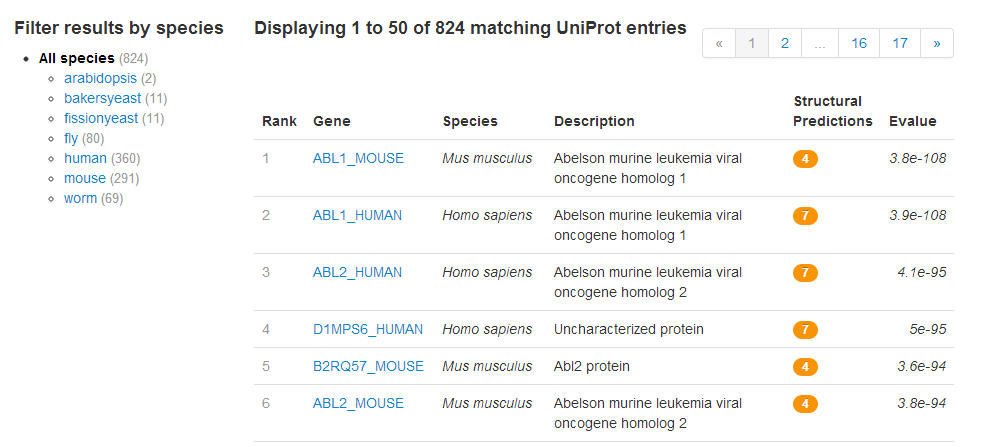 Filter results by species
• All species (824)
◦ arabidopsis (2)
◦ bakersyeast (11)
◦ fissionyeast (11)
◦ fly (80)
◦ human (360)
◦ mouse (291)
◦ worm (69)
Displaying 1 to 50 of 824 matching UniProt entries
« 1 2 ... 16 17 »
Rank Gene Species Description Structural Predictions Evalue
1 ABL1_MOUSE Mus musculus Abelson murine leukemia viral 4 3.8e-108
oncogene homolog 1
2 ABL1_HUMAN Homo sapiens Abelson murine leukemia viral 7 3.9e-108
oncogene homolog 1
3 ABL2_HUMAN Homo sapiens Abelson murine leukemia viral 7 4.1e-95
oncogene homolog 2
4 D1MPS6_HUMAN Homo sapiens Uncharacterized protein 7 5e-95
5 B2RQ57_MOUSE Mus musculus Abl2 protein 4 3.6e-94
6 ABL2_MOUSE Mus musculus Abelson murine leukemia viral 4 3.8e-94
oncogene homolog 2